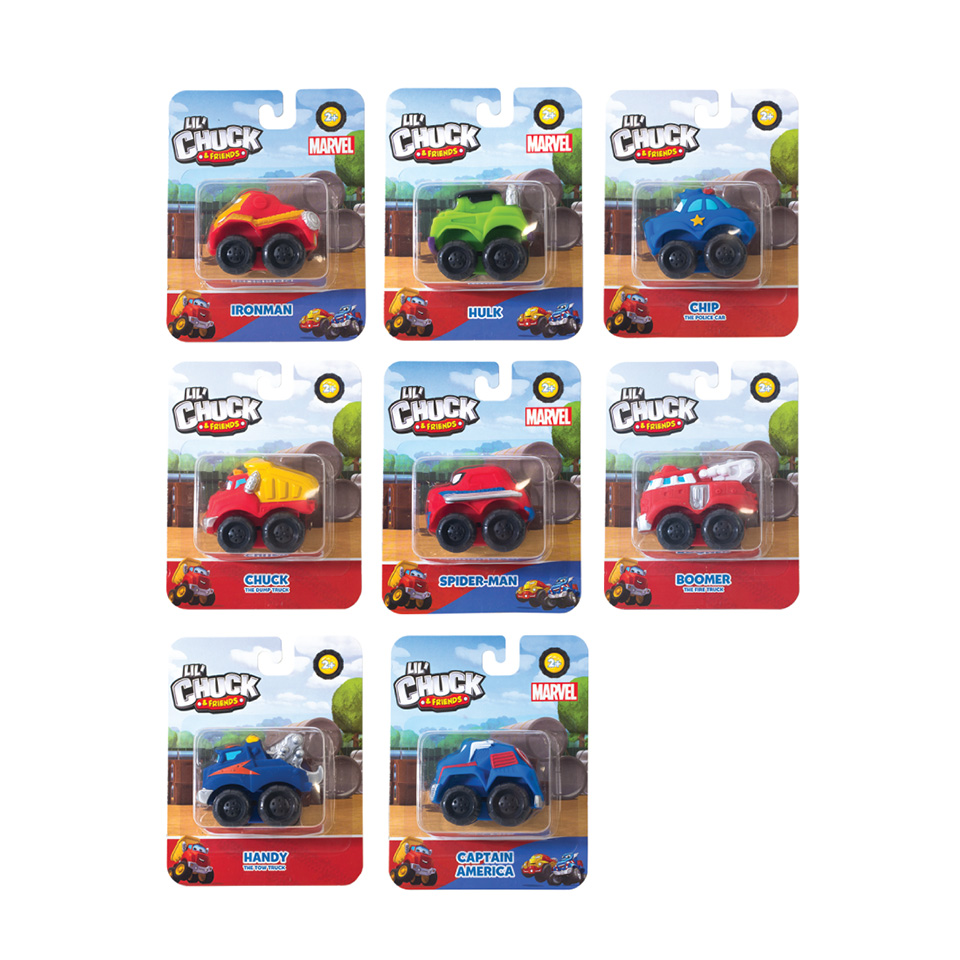 LIL'
CHUCK
& FRIENDS
2+
MARVEL
IRONMAN
LIL'
CHUCK
& FRIENDS
2+
MARVEL
HULK
LIL'
CHUCK
& FRIENDS
2+
CHIP
THE POLICE CAR
LIL'
CHUCK
& FRIENDS
2+
CHUCK
THE DUMP TRUCK
LIL'
CHUCK
& FRIENDS
2+
MARVEL
SPIDER-MAN
LIL'
CHUCK
& FRIENDS
2+
BOOMER
THE FIRE TRUCK
LIL'
CHUCK
& FRIENDS
2+
HANDY
THE TOW TRUCK
LIL'
CHUCK
& FRIENDS
2+
MARVEL
CAPTAIN
AMERICA